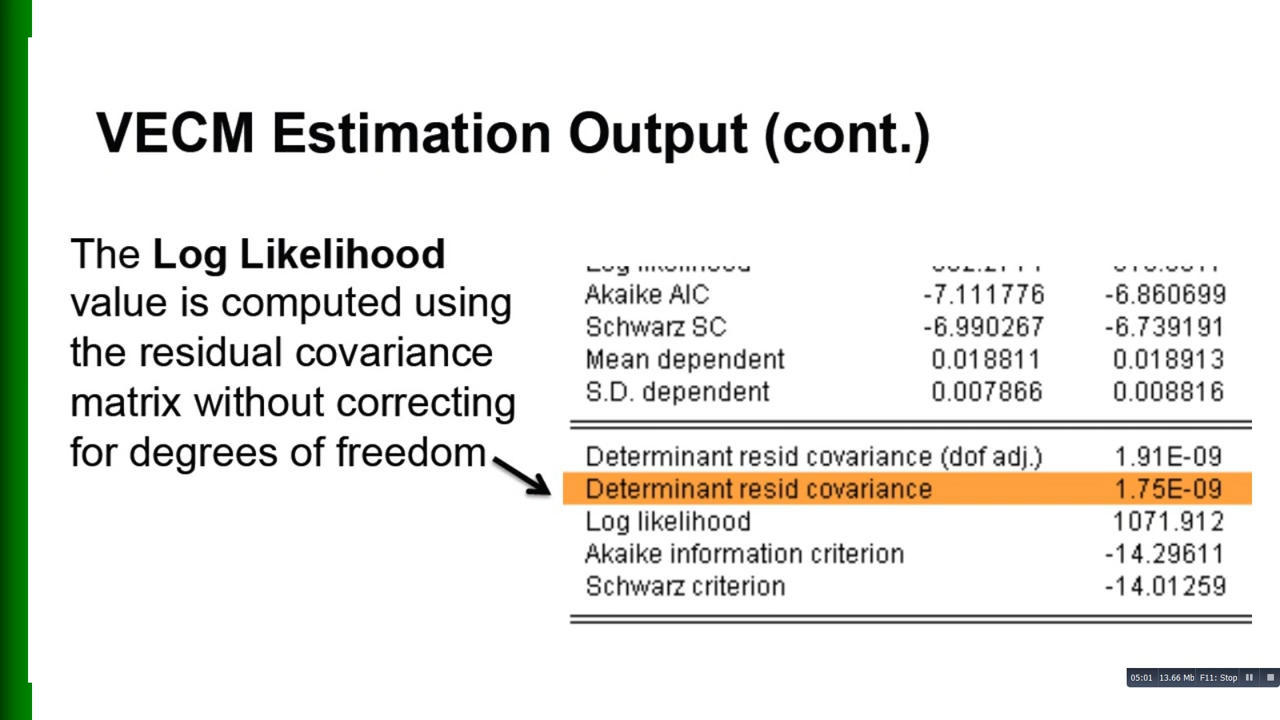 VECM Estimation Output (cont.)
The Log Likelihood
value is computed using
the residual covariance
matrix without correcting
for degrees of freedom
Log likelihood
Akaike AIC -7.111776 -6.860699
Schwarz SC -6.990267 -6.739191
Mean dependent 0.018811 0.018913
S.D. dependent 0.007866 0.008816
Determinant resid covariance (dof adj.) 1.91E-09
Determinant resid covariance 1.75E-09
Log likelihood 1071.912
Akaike information criterion -14.29611
Schwarz criterion -14.01259
05:01 13.66 Mb F11: Stop